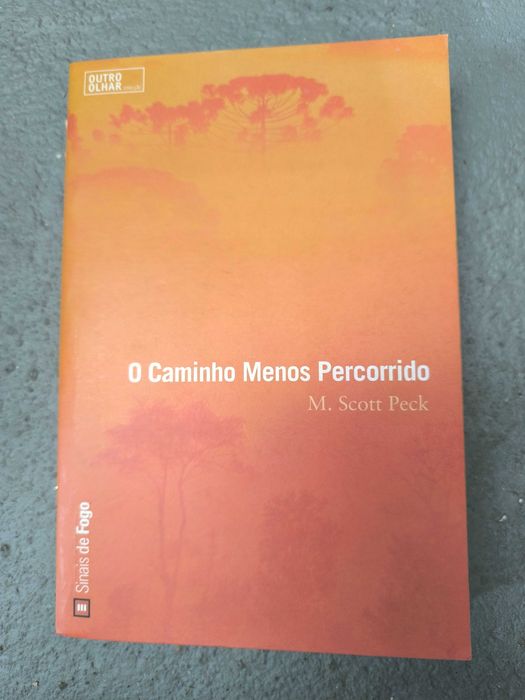 OUTRO
OLHAR
O Caminho Menos Percorrido
M. Scott Peck
Sinais de Fogo